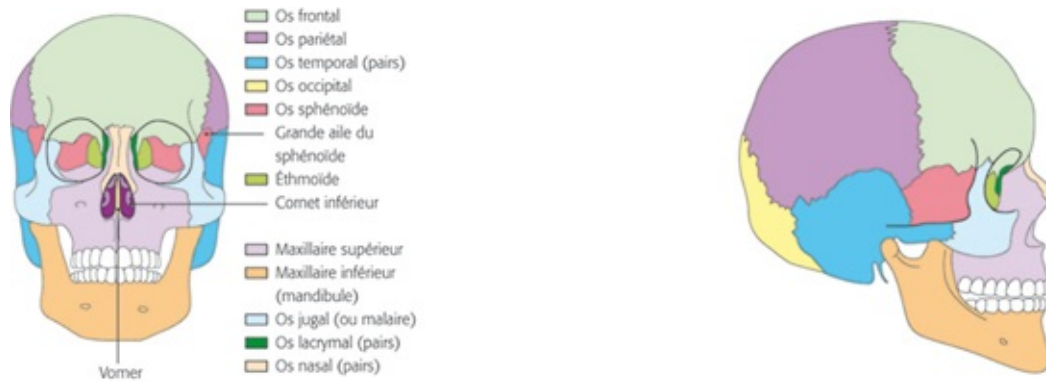 Os frontal
Os pariétal
Os temporal (pairs)
Os occipital
Os sphénoïde
Grande aile du
sphénoïde
Éthmoïde
Cornet inférieur
Maxillaire supérieur
Maxillaire inférieur
(mandibule)
Os jugal (ou malaire)
Os lacrymal (pairs)
Os nasal (pairs)
Vomer